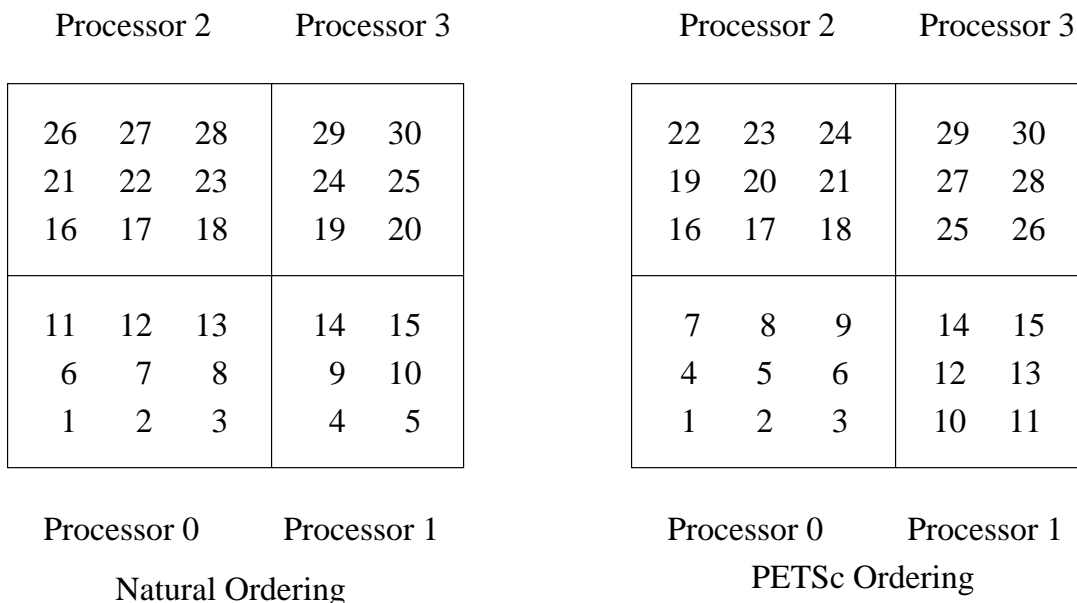 Processor 2 Processor 3 Processor 2 Processor 3
26 27 28 29 30 22 23 24 29 30
21 22 23 24 25 19 20 21 27 28
16 17 18 19 20 16 17 18 25 26
11 12 13 14 15 7 8 9 14 15
6 7 8 9 10 4 5 6 12 13
1 2 3 4 5 1 2 3 10 11
Processor 0 Processor 1 Processor 0 Processor 1
Natural Ordering PETSc Ordering